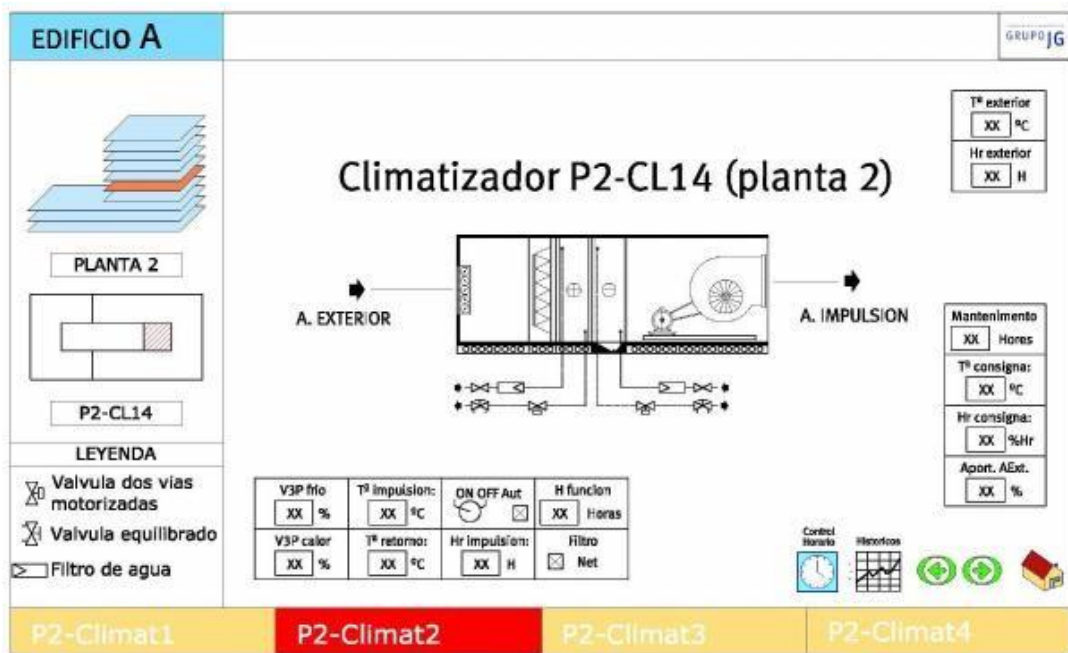 EDIFICIO A
GRUPO JG
Tª exterior
XX ºC
Hr exterior
XX H
Climatizador P2-CL14 (planta 2)
PLANTA 2
A. EXTERIOR
A. IMPULSION
Mantenimento
XX Hores
Tª consigna:
XX ºC
Hr consigna:
XX %Hr
Aport. AExt.
XX %
P2-CL14
LEYENDA
Valvula dos vias
motorizadas
Valvula equilibrado
Filtro de agua
V3P frio
XX %
Tª impulsion:
XX ºC
ON OFF Aut
H funcion
XX Horas
V3P calor
XX %
Tª retorno:
XX ºC
Hr impulsion:
XX H
Filtro
Net
Control
Horario
Historicos
P2-Climat1
P2-Climat2
P2-Climat3
P2-Climat4